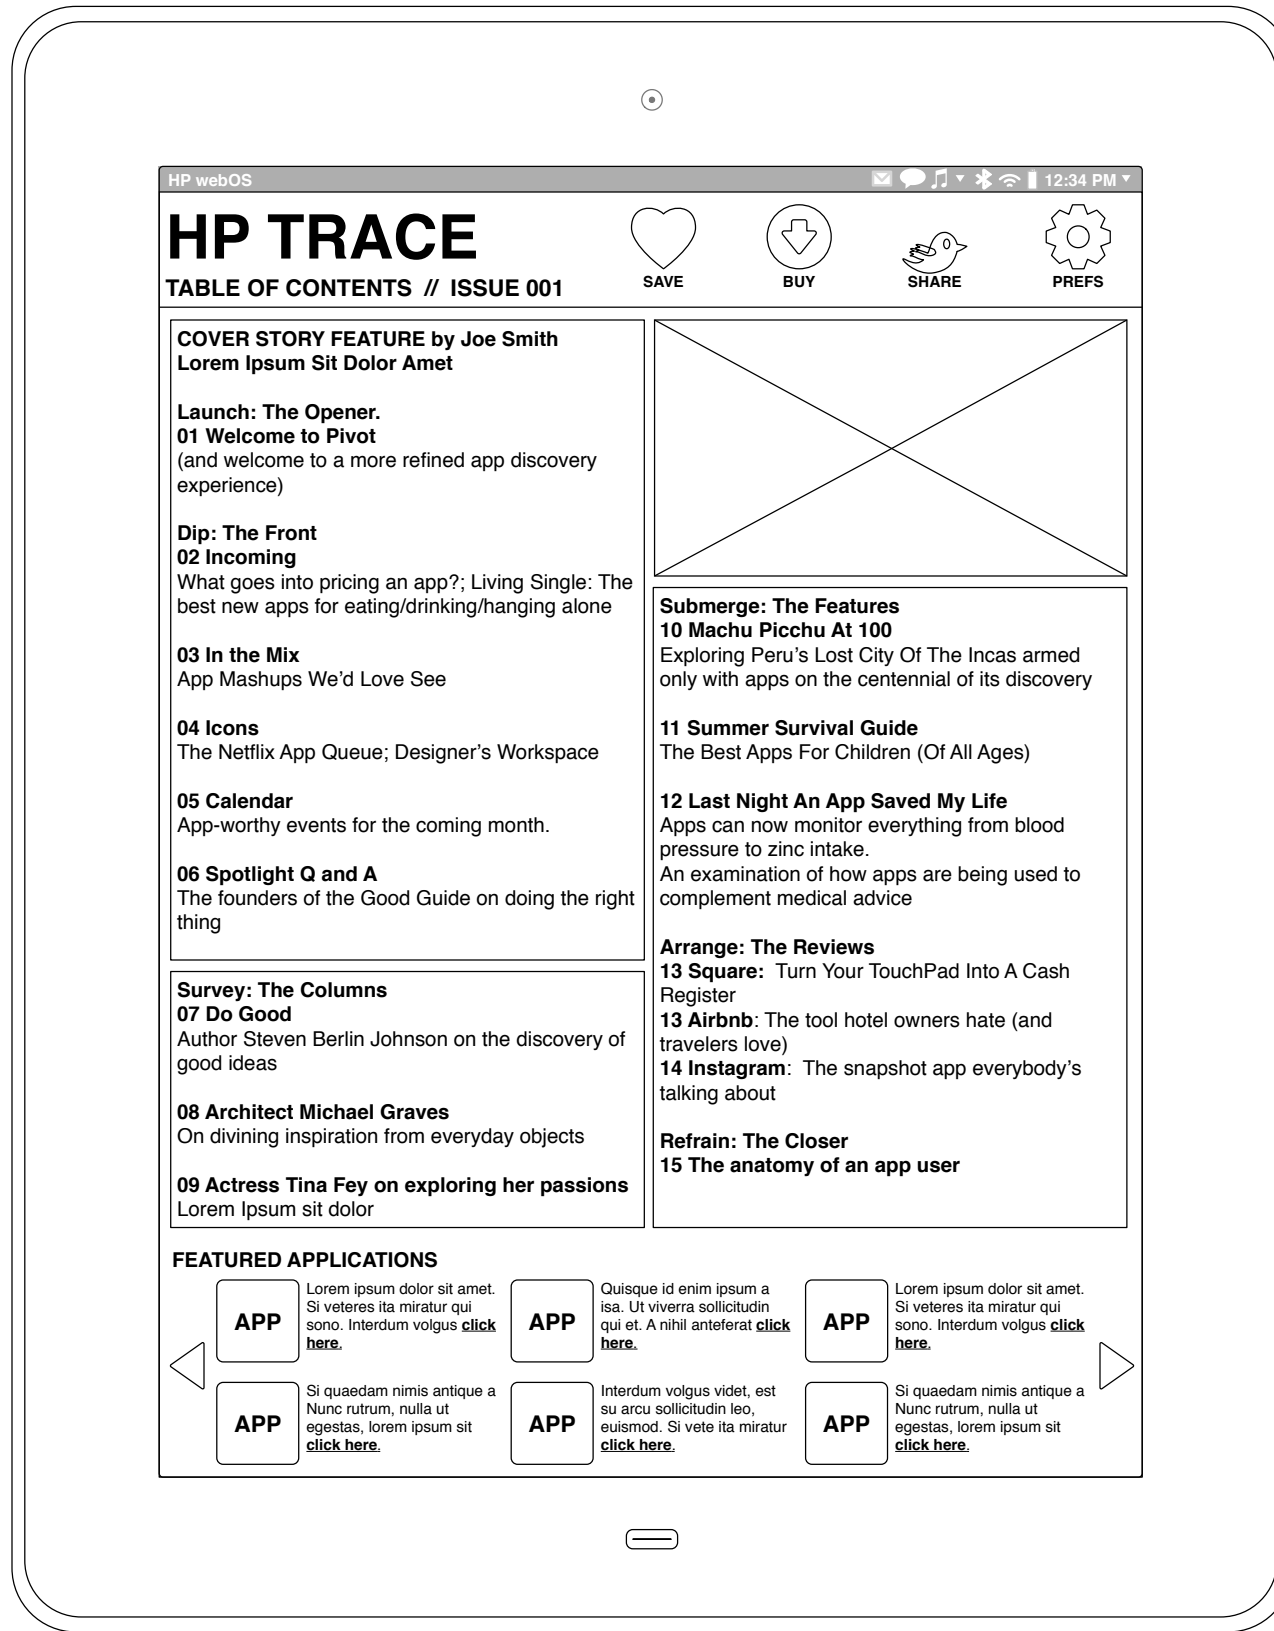 HP webOS
12:34 PM
HP TRACE
TABLE OF CONTENTS // ISSUE 001
SAVE
BUY
SHARE
PREFS
COVER STORY FEATURE by Joe Smith
Lorem Ipsum Sit Dolor Amet
Launch: The Opener.
01 Welcome to Pivot
(and welcome to a more refined app discovery
experience)
Dip: The Front
02 Incoming
What goes into pricing an app?; Living Single: The
best new apps for eating/drinking/hanging alone
03 In the Mix
App Mashups We’d Love See
04 Icons
The Netflix App Queue; Designer’s Workspace
05 Calendar
App-worthy events for the coming month.
06 Spotlight Q and A
The founders of the Good Guide on doing the right
thing
Survey: The Columns
07 Do Good
Author Steven Berlin Johnson on the discovery of
good ideas
08 Architect Michael Graves
On divining inspiration from everyday objects
09 Actress Tina Fey on exploring her passions
Lorem Ipsum sit dolor
Submerge: The Features
10 Machu Picchu At 100
Exploring Peru’s Lost City Of The Incas armed
only with apps on the centennial of its discovery
11 Summer Survival Guide
The Best Apps For Children (Of All Ages)
12 Last Night An App Saved My Life
Apps can now monitor everything from blood
pressure to zinc intake.
An examination of how apps are being used to
complement medical advice
Arrange: The Reviews
13 Square:  Turn Your TouchPad Into A Cash
Register
13 Airbnb: The tool hotel owners hate (and
travelers love)
14 Instagram:  The snapshot app everybody’s
talking about
Refrain: The Closer
15 The anatomy of an app user
FEATURED APPLICATIONS
APP
Lorem ipsum dolor sit amet.
Si veteres ita miratur qui
sono. Interdum volgus click
here.
APP
Quisque id enim ipsum a
isa. Ut viverra sollicitudin
qui et. A nihil anteferat click
here.
APP
Lorem ipsum dolor sit amet.
Si veteres ita miratur qui
sono. Interdum volgus click
here.
APP
Si quaedam nimis antique a
Nunc rutrum, nulla ut
egestas, lorem ipsum sit
click here.
APP
Interdum volgus videt, est
su arcu sollicitudin leo,
euismod. Si vete ita miratur
click here.
APP
Si quaedam nimis antique a
Nunc rutrum, nulla ut
egestas, lorem ipsum sit
click here.